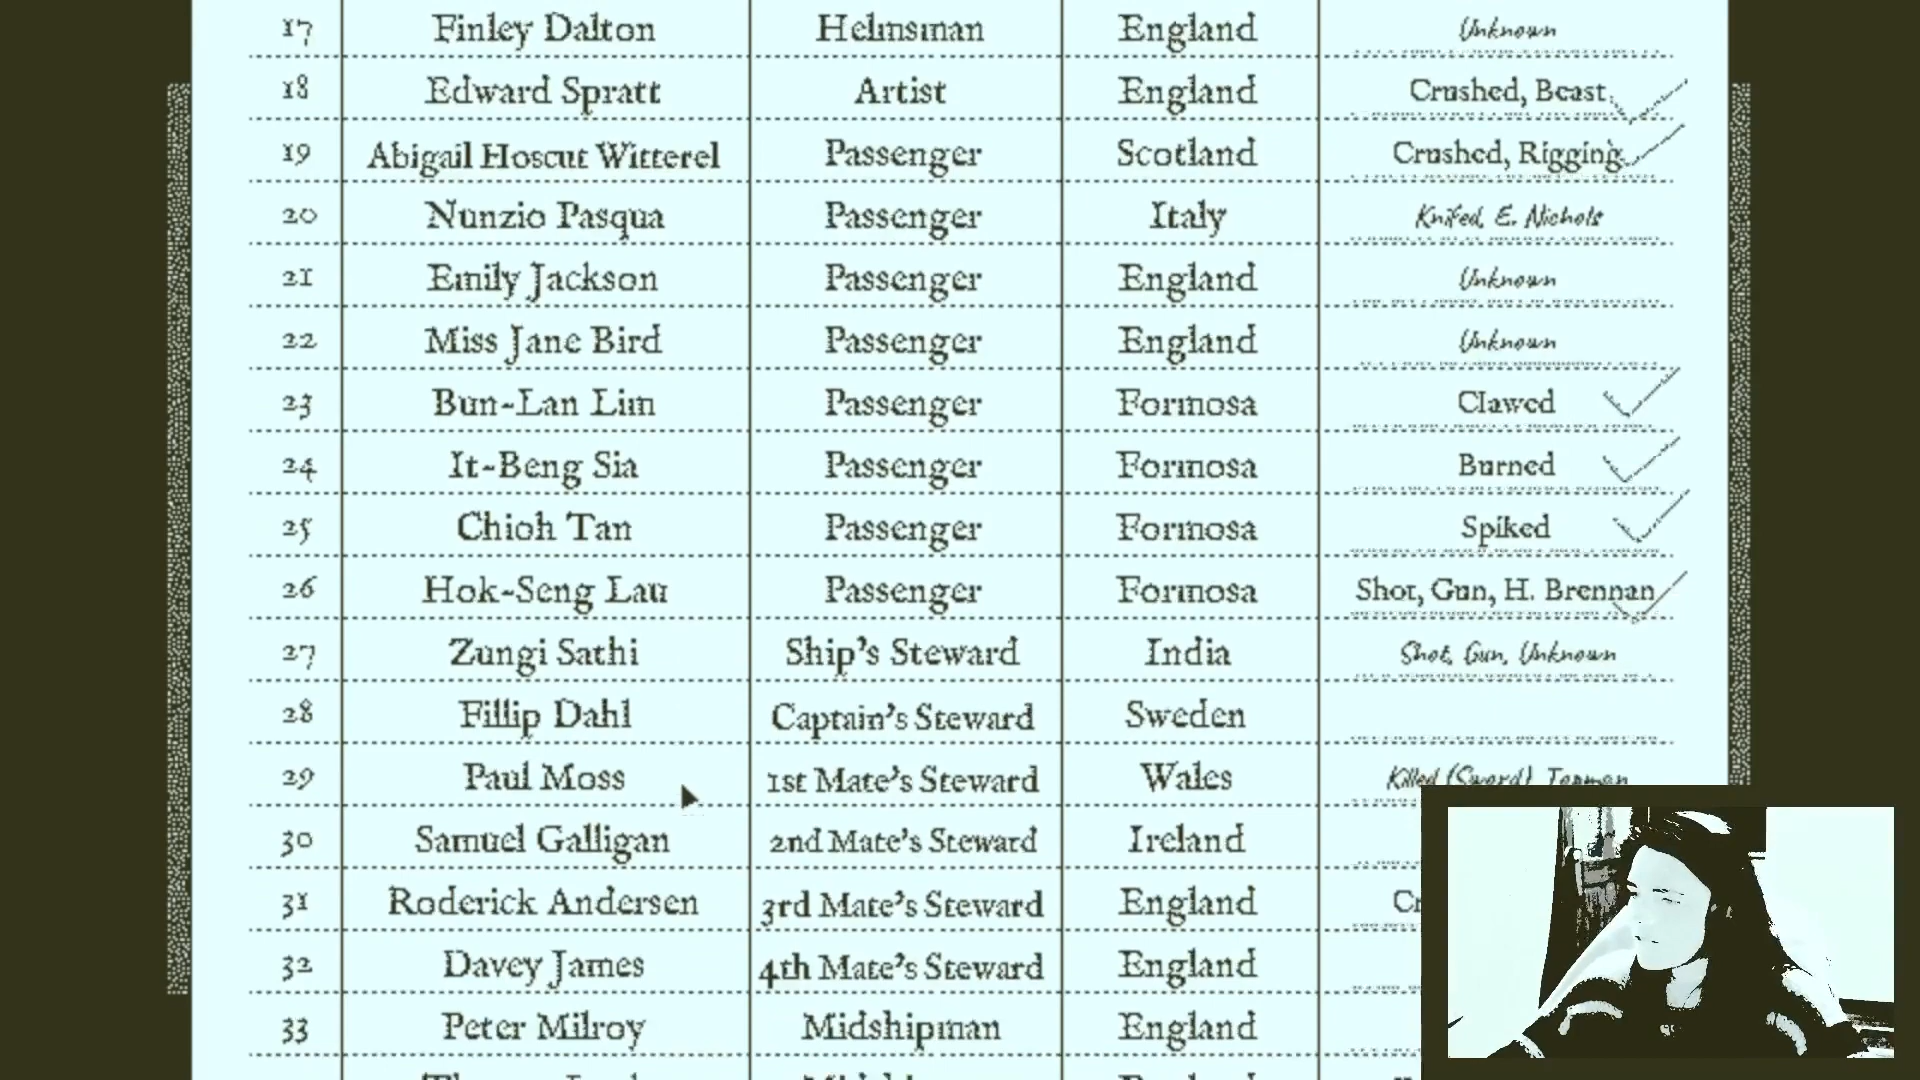 17 Finley Dalton Helmsman England Unknown
18 Edward Spratt Artist England Crushed, Beast
19 Abigail Hoscut Witterel Passenger Scotland Crushed, Rigging
20 Nunzio Pasqua Passenger Italy Knifed, E. Nichols
21 Emily Jackson Passenger England Unknown
22 Miss Jane Bird Passenger England Unknown
23 Bun-Lan Lim Passenger Formosa Clawed
24 It-Beng Sia Passenger Formosa Burned
25 Chioh Tan Passenger Formosa Spiked
26 Hok-Seng Lau Passenger Formosa Shot, Gun, H. Brennan
27 Zungi Sathi Ship's Steward India Shot, Gun, Unknown
28 Fillip Dahl Captain's Steward Sweden
29 Paul Moss 1st Mate's Steward Wales Killed (Sword), Topman
30 Samuel Galligan 2nd Mate's Steward Ireland
31 Roderick Andersen 3rd Mate's Steward England
32 Davey James 4th Mate's Steward England
33 Peter Milroy Midshipman England